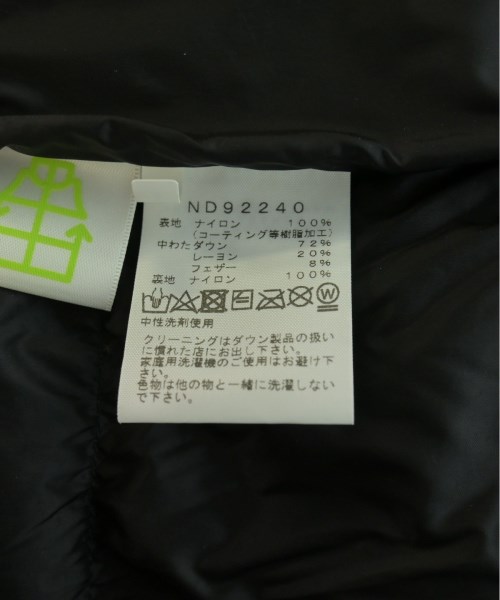 ND92240
表地 ナイロン 100%
(コーティング等樹脂加工)
中わたダウン 72%
レーヨン 20%
フェザー 8%
裏地 ナイロン 100%
中性洗剤使用
クリーニングはダウン製品の扱い
に慣れた店にお出し下さい。
家庭用洗濯機のご使用はお避け下
さい。
色物は他の物と一緒に洗濯しない
で下さい。